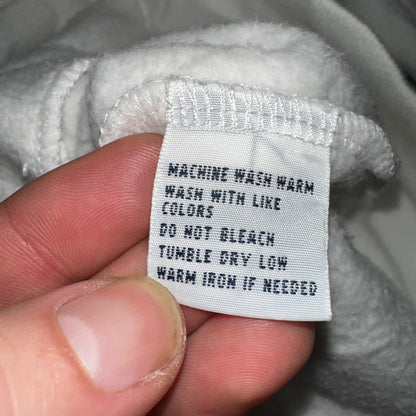 MACHINE WASH WARM
WASH WITH LIKE
COLORS
DO NOT BLEACH
TUMBLE DRY LOW
WARM IRON IF NEEDED